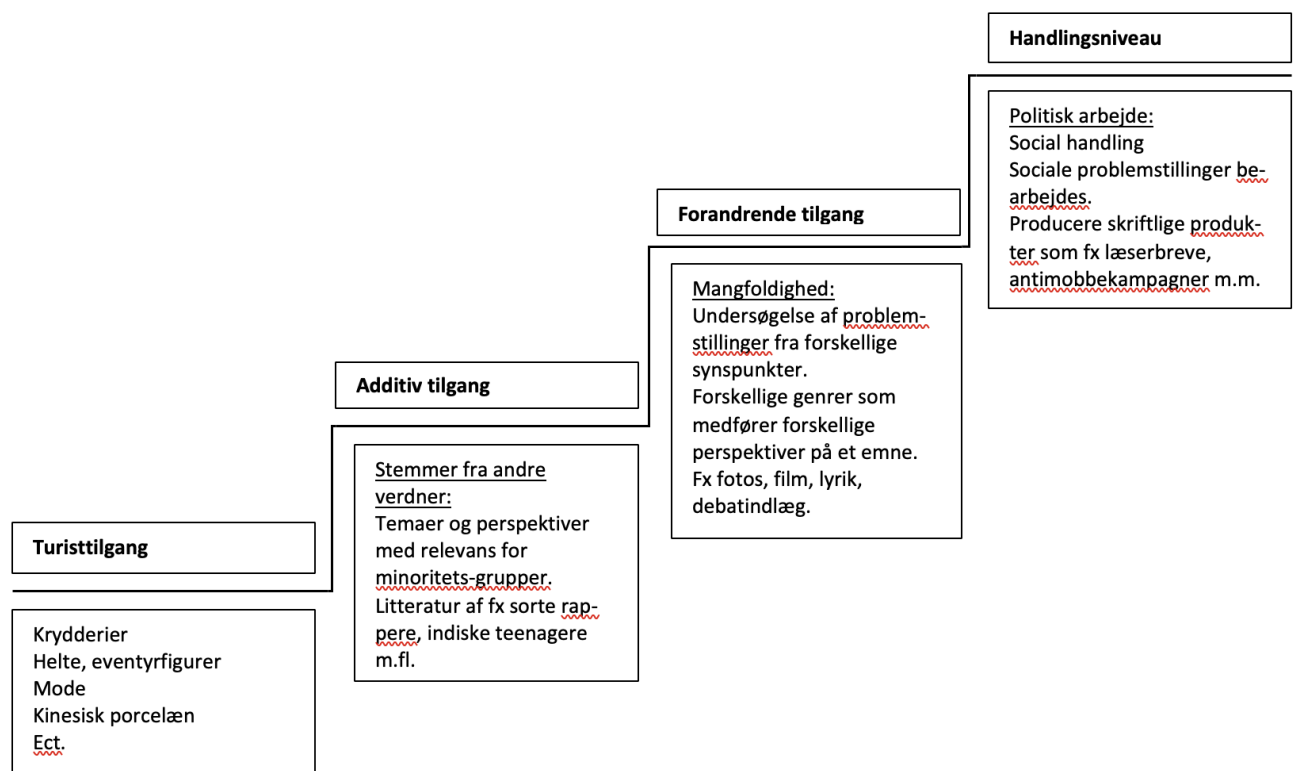 Handlingsniveau
Politisk arbejde:
Social handling
Sociale problemstillinger be-
arbejdes.
Producere skriftlige produk-
ter som fx læserbreve,
antimobbekampagner m.m.
Forandrende tilgang
Mangfoldighed:
Undersøgelse af problem-
stillinger fra forskellige
synspunkter.
Forskellige genrer som
medfører forskellige
perspektiver på et emne.
Fx fotos, film, lyrik,
debatindlæg.
Additiv tilgang
Stemmer fra andre
verdner:
Temaer og perspektiver
med relevans for
minoritets-grupper.
Litteratur af fx sorte rap-
pere, indiske teenagere
m.fl.
Turisttilgang
Krydderier
Helte, eventyrfigurer
Mode
Kinesisk porcelæn
Ect.